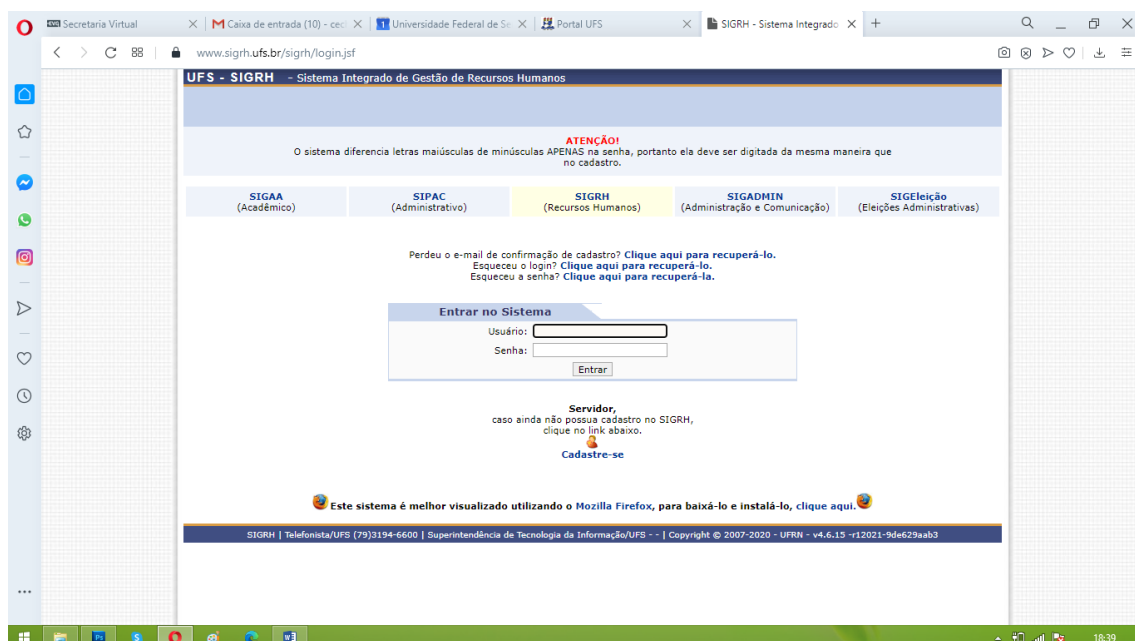 Secretaria Virtual
Caixa de entrada (10) - cec
Universidade Federal de Se
Portal UFS
SIGRH - Sistema Integrado
www.sigrh.ufs.br/sigrh/login.jsf
UFS - SIGRH - Sistema Integrado de Gestão de Recursos Humanos
ATENÇÃO!
O sistema diferencia letras maiúsculas de minúsculas APENAS na senha, portanto ela deve ser digitada da mesma maneira que
no cadastro.
SIGAA
(Acadêmico)
SIPAC
(Administrativo)
SIGRH
(Recursos Humanos)
SIGADMIN
(Administração e Comunicação)
SIGEleição
(Eleições Administrativas)
Perdeu o e-mail de confirmação de cadastro? Clique aqui para recuperá-lo.
Esqueceu o login? Clique aqui para recuperá-lo.
Esqueceu a senha? Clique aqui para recuperá-la.
Entrar no Sistema
Usuário:
Senha:
Entrar
Servidor,
caso ainda não possua cadastro no SIGRH,
clique no link abaixo.
Cadastre-se
Este sistema é melhor visualizado utilizando o Mozilla Firefox, para baixá-lo e instalá-lo, clique aqui.
SIGRH | Telefonista/UFS (79)3194-6600 | Superintendência de Tecnologia da Informação/UFS - - | Copyright © 2007-2020 - UFRN - v4.6.15 -r12021-9de629aab3
18:39